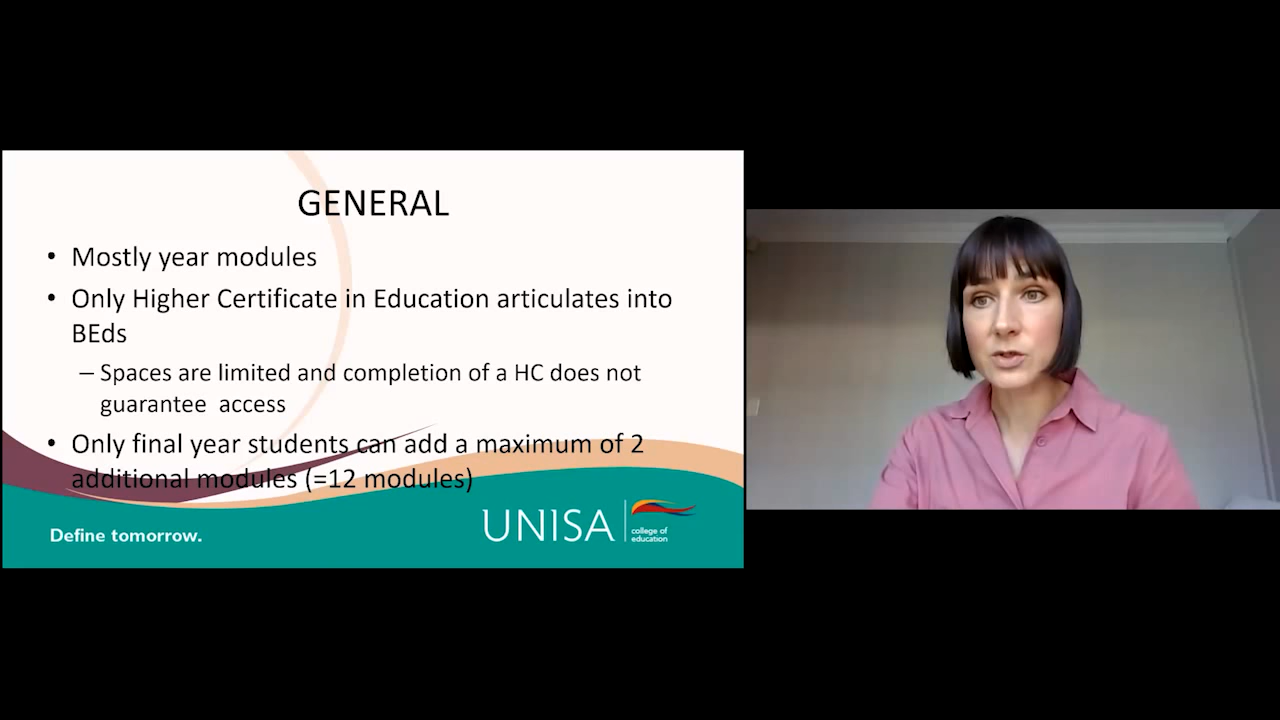 GENERAL
• Mostly year modules
• Only Higher Certificate in Education articulates into
BEds
– Spaces are limited and completion of a HC does not
guarantee access
• Only final year students can add a maximum of 2
additional modules (=12 modules)
Define tomorrow.
UNISA
college of
education